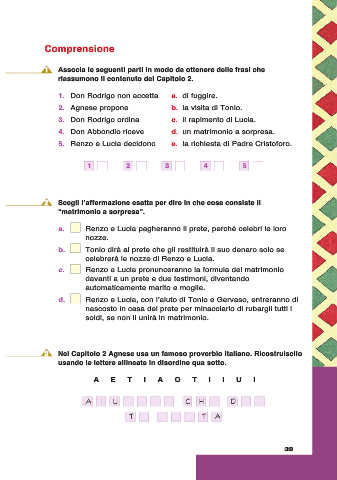 Comprensione
1 Associa le seguenti parti in modo da ottenere delle frasi che
riassumono il contenuto del Capitolo 2.
1. Don Rodrigo non accetta a. di fuggire.
2. Agnese propone b. la visita di Tonio.
3. Don Rodrigo ordina c. il rapimento di Lucia.
4. Don Abbondio riceve d. un matrimonio a sorpresa.
5. Renzo e Lucia decidono e. la richiesta di Padre Cristoforo.
1 2 3 4 5
2 Scegli l'affermazione esatta per dire in che cosa consiste il
"matrimonio a sorpresa".
a. Renzo e Lucia pagheranno il prete, perché celebri le loro
nozze.
b. Tonio dirà al prete che gli restituirà il suo denaro solo se
celebrerà le nozze di Renzo e Lucia.
c. Renzo e Lucia pronunceranno la formula del matrimonio
davanti a un prete e due testimoni, diventando
automaticamente marito e moglie.
d. Renzo e Lucia, con l'aiuto di Tonio e Gervaso, entreranno di
nascosto in casa del prete per minacciarlo di rubargli tutti i
soldi, se non li unirà in matrimonio.
3 Nel Capitolo 2 Agnese usa un famoso proverbio italiano. Ricostruiscilo
usando le lettere allineate in disordine qua sotto.
A E T I A O T I I U I
A U C H D
T T A
39